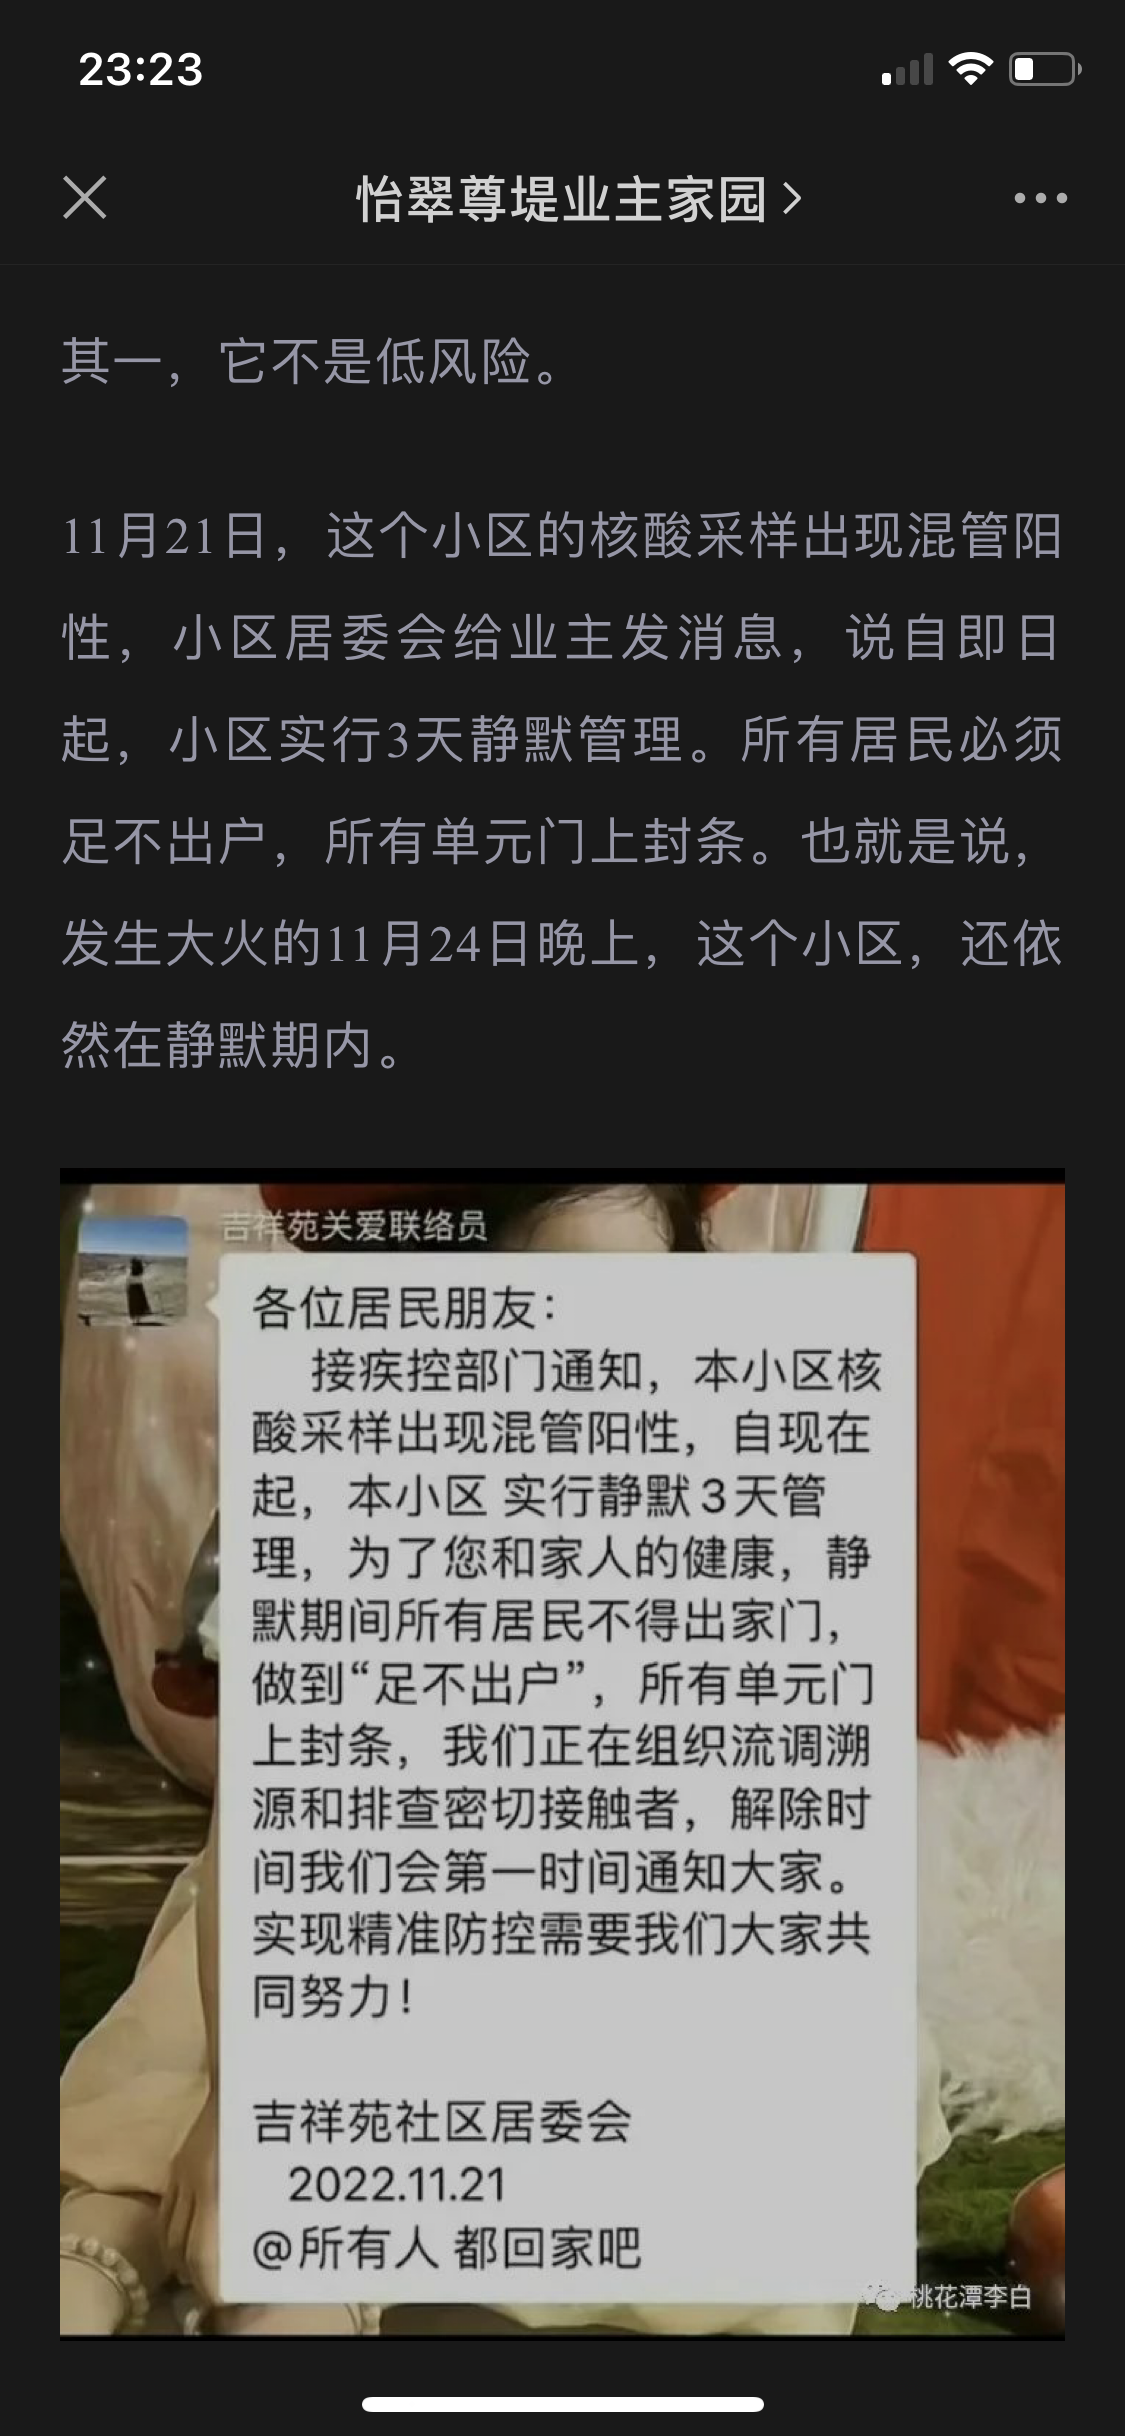 23:23
怡翠尊堤业主家园
其一，它不是低风险。
11月21日，这个小区的核酸采样出现混管阳
性，小区居委会给业主发消息，说自即日
起，小区实行3天静默管理。所有居民必须
足不出户，所有单元门上封条。也就是说，
发生大火的11月24日晚上，这个小区，还依
然在静默期内。
吉祥苑关爱联络员
各位居民朋友：
接疾控部门通知，本小区核
酸采样出现混管阳性，自现在
起，本小区 实行静默3天管
理，为了您和家人的健康，静
默期间所有居民不得出家门，
做到“足不出户”，所有单元门
上封条，我们正在组织流调溯
源和排查密切接触者，解除时
间我们会第一时间通知大家。
实现精准防控需要我们大家共
同努力！
吉祥苑社区居委会
2022.11.21
@所有人 都回家吧
桃花潭李白